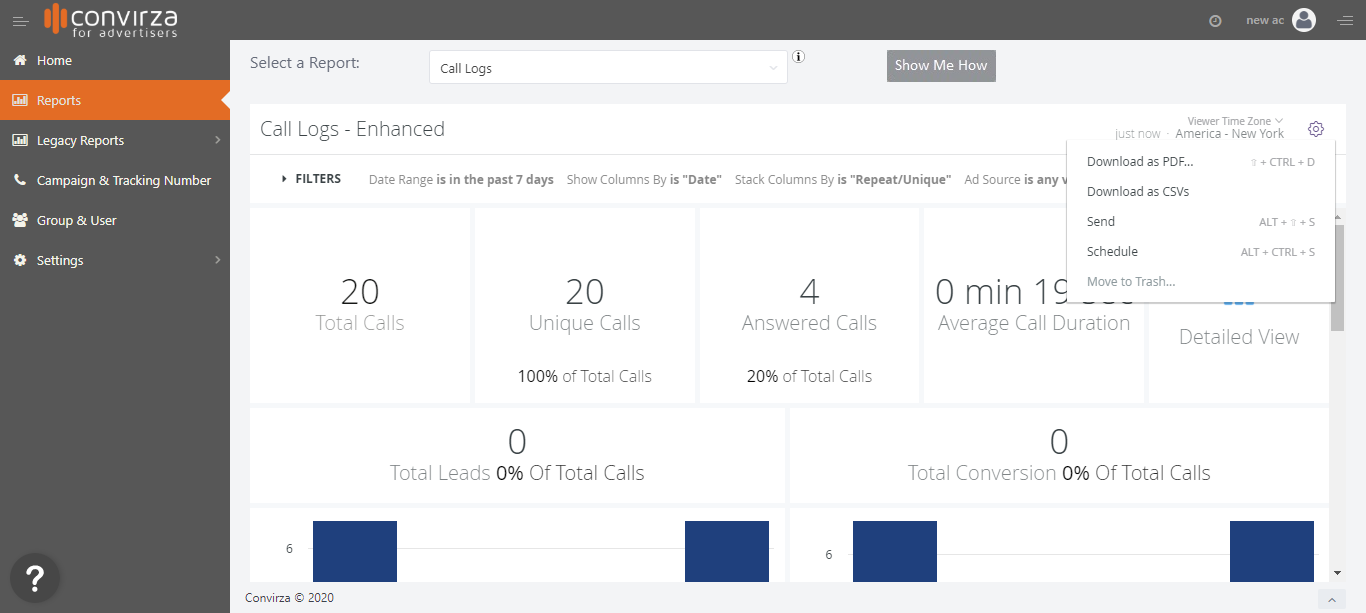 convirza
for advertisers
new ac
Home
Reports
Legacy Reports
Campaign & Tracking Number
Group & User
Settings
?
Select a Report:
Call Logs
i
Show Me How
Call Logs - Enhanced
Viewer Time Zone
just now · America - New York
FILTERS Date Range is in the past 7 days Show Columns By is "Date" Stack Columns By is "Repeat/Unique" Ad Source is any
Download as PDF... ⇧ + CTRL + D
Download as CSVs
Send ALT + ⇧ + S
Schedule ALT + CTRL + S
Move to Trash...
20
Total Calls
20
Unique Calls
100% of Total Calls
4
Answered Calls
20% of Total Calls
0 min 19 sec
Average Call Duration
Detailed View
0
Total Leads 0% Of Total Calls
0
Total Conversion 0% Of Total Calls
6
6
Convirza © 2020